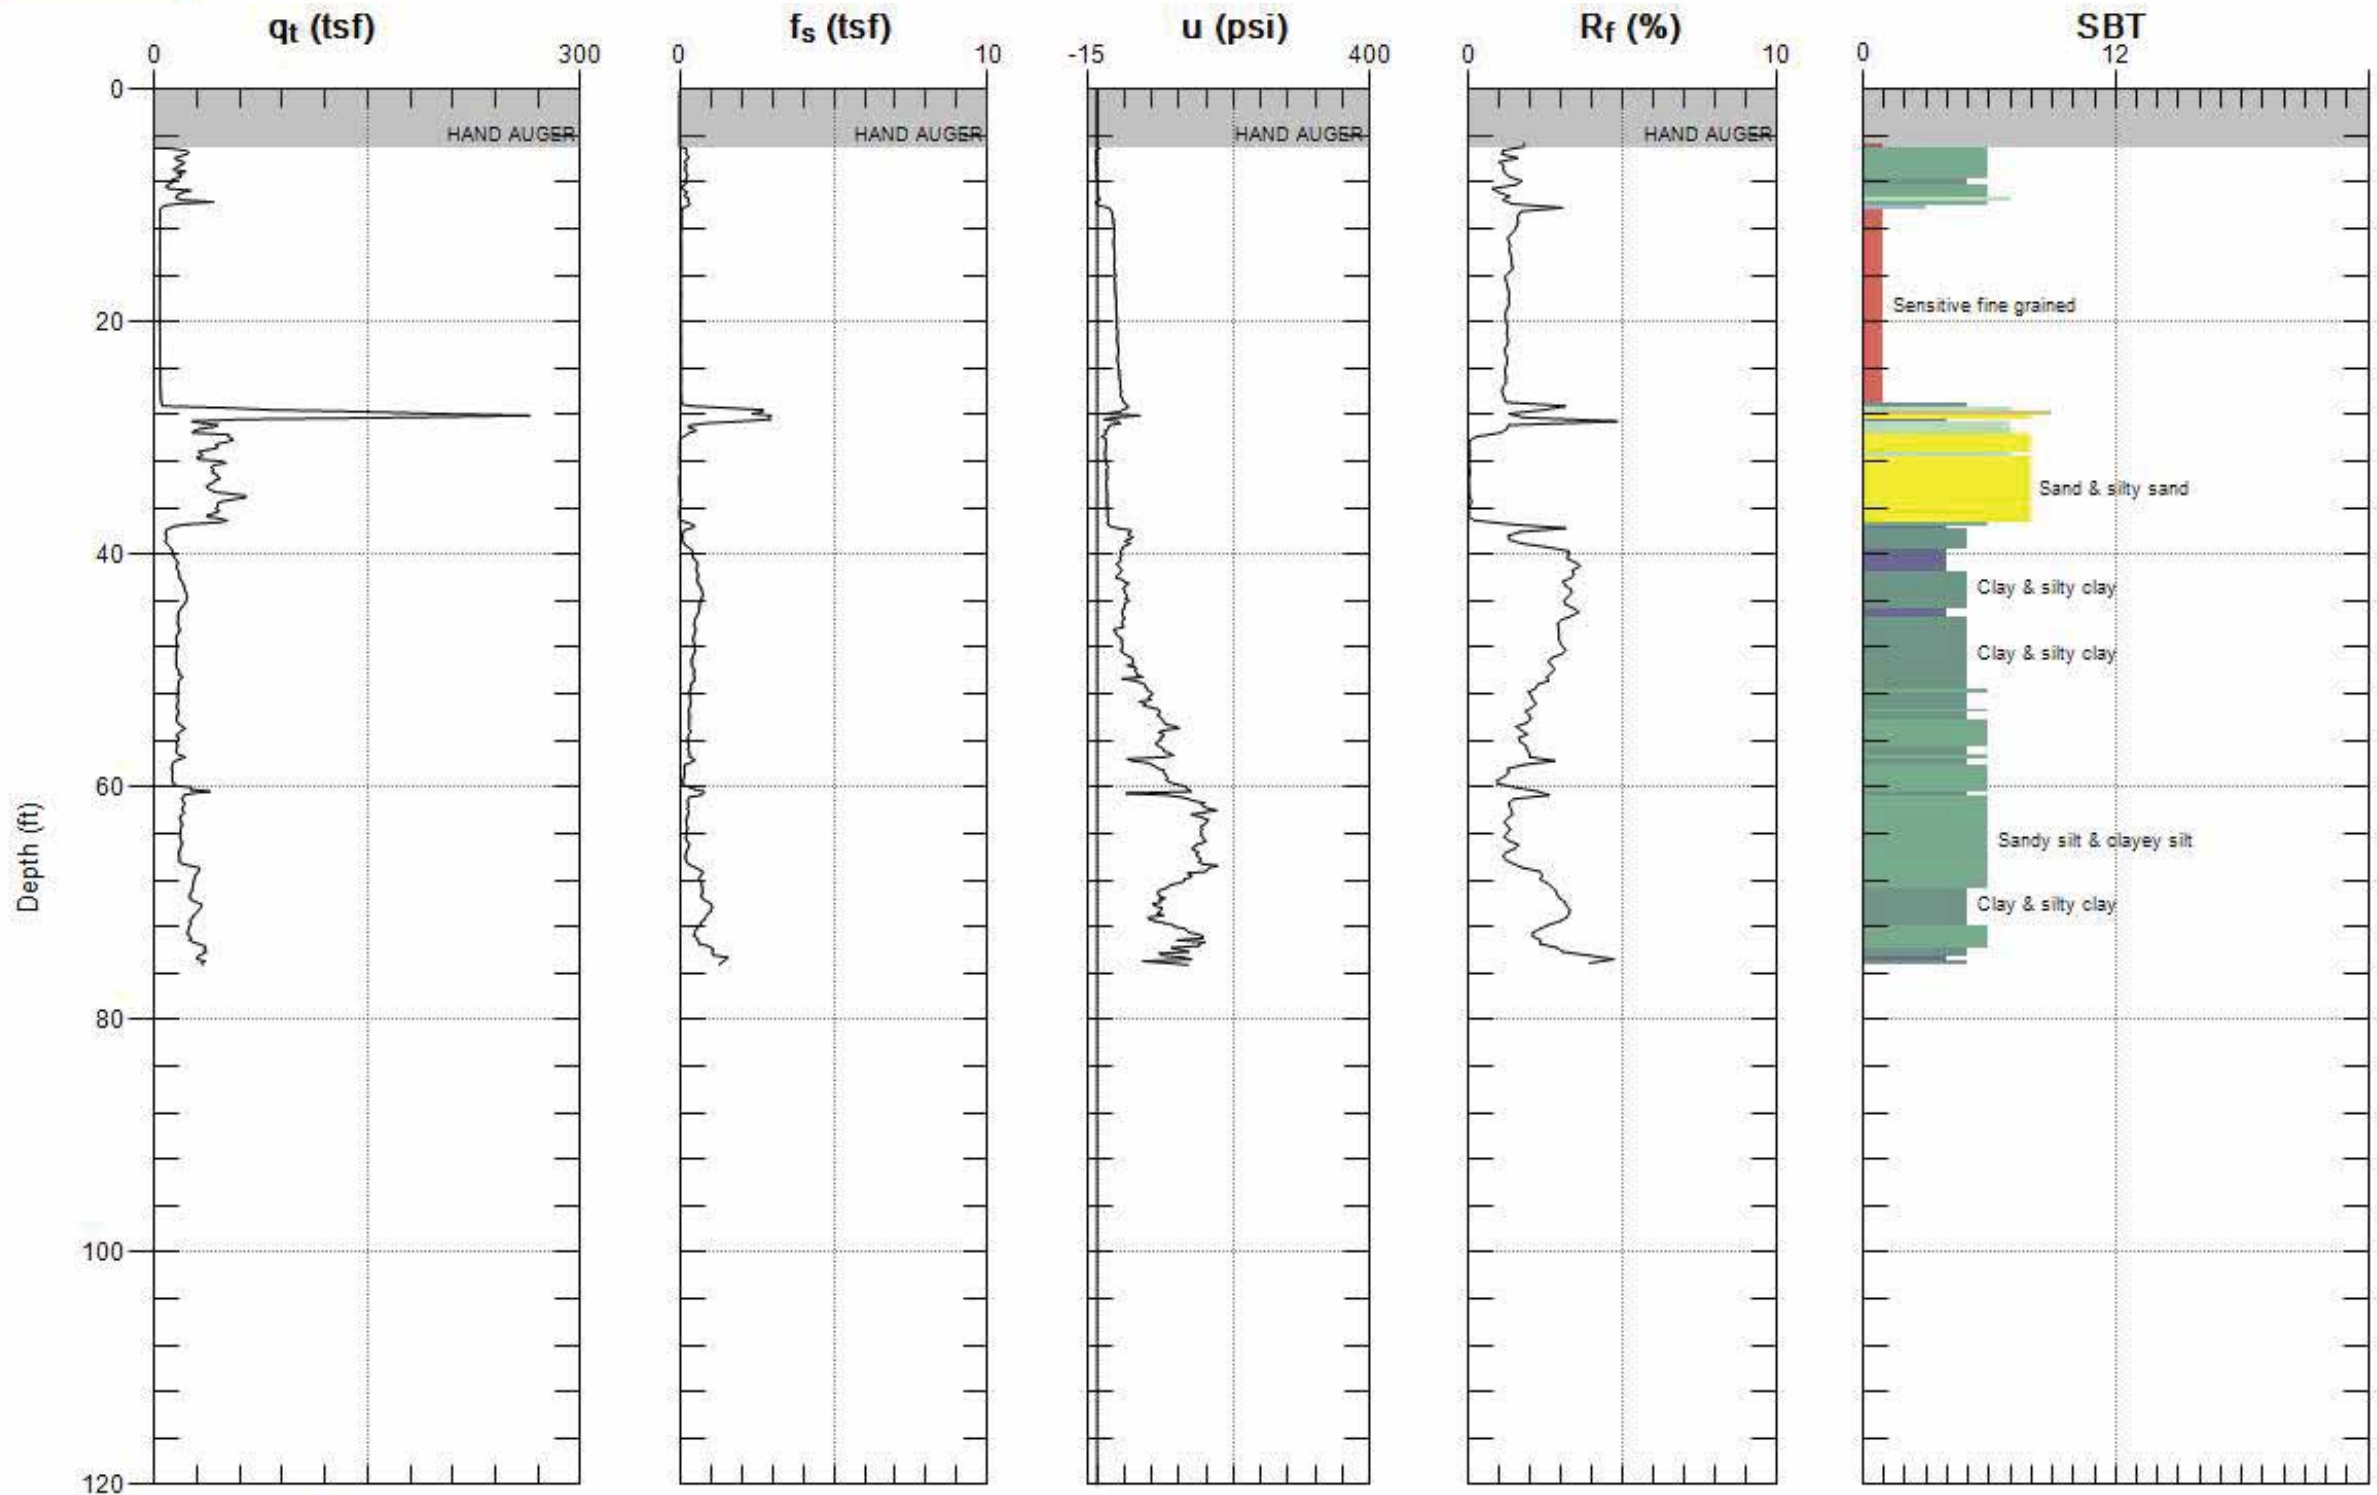 qt (tsf) fs (tsf) u (psi) Rf (%) SBT
0 300 0 10 -15 400 0 10 0 12
0
HAND AUGER HAND AUGER HAND AUGER HAND AUGER
Sensitive fine grained
20
Sand & silty sand
40
Clay & silty clay
Clay & silty clay
60
Depth (ft)
Sandy silt & clayey silt
Clay & silty clay
80
100
120